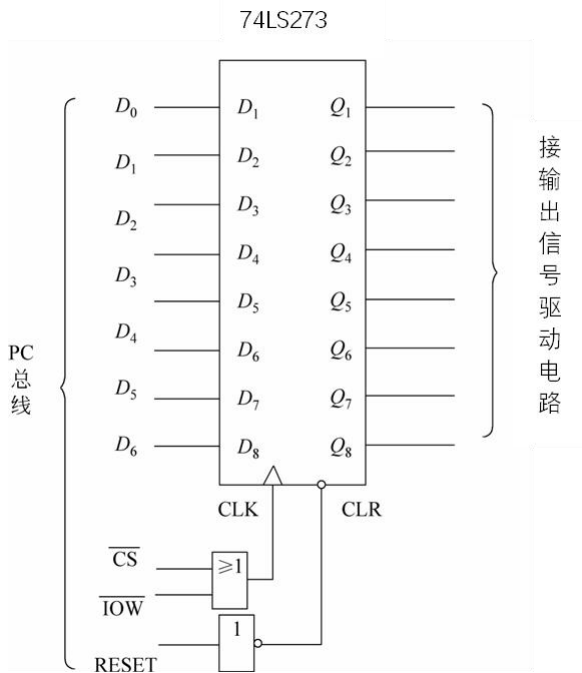 74LS273
D₀ D₁ Q₁
D₁ D₂ Q₂
D₂ D₃ Q₃
D₃ D₄ Q₄
D₄ D₅ Q₅
D₅ D₆ Q₆
D₆ D₇ Q₇
D₈ Q₈
PC
总
线
接
输
出
信
号
驱
动
电
路
CLK CLR
C̅S̅
≥1
I̅O̅W̅
1
RESET